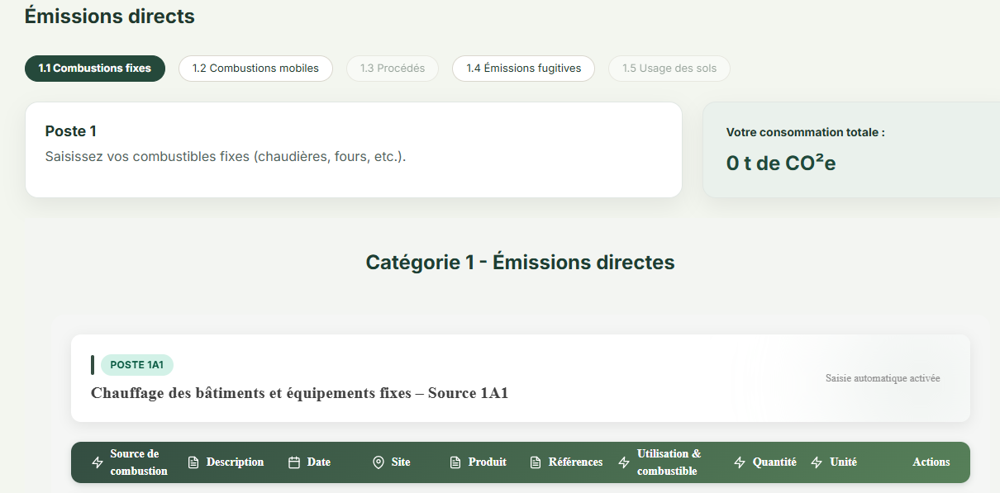 Émissions directs
1.1 Combustions fixes
1.2 Combustions mobiles
1.3 Procédés
1.4 Émissions fugitives
1.5 Usage des sols
Poste 1
Saisissez vos combustibles fixes (chaudières, fours, etc.).
Votre consommation totale :
0 t de CO²e
Catégorie 1 - Émissions directes
POSTE 1A1
Chauffage des bâtiments et équipements fixes – Source 1A1
Saisie automatique activée
Source de
combustion
Description
Date
Site
Produit
Références
Utilisation &
combustible
Quantité
Unité
Actions